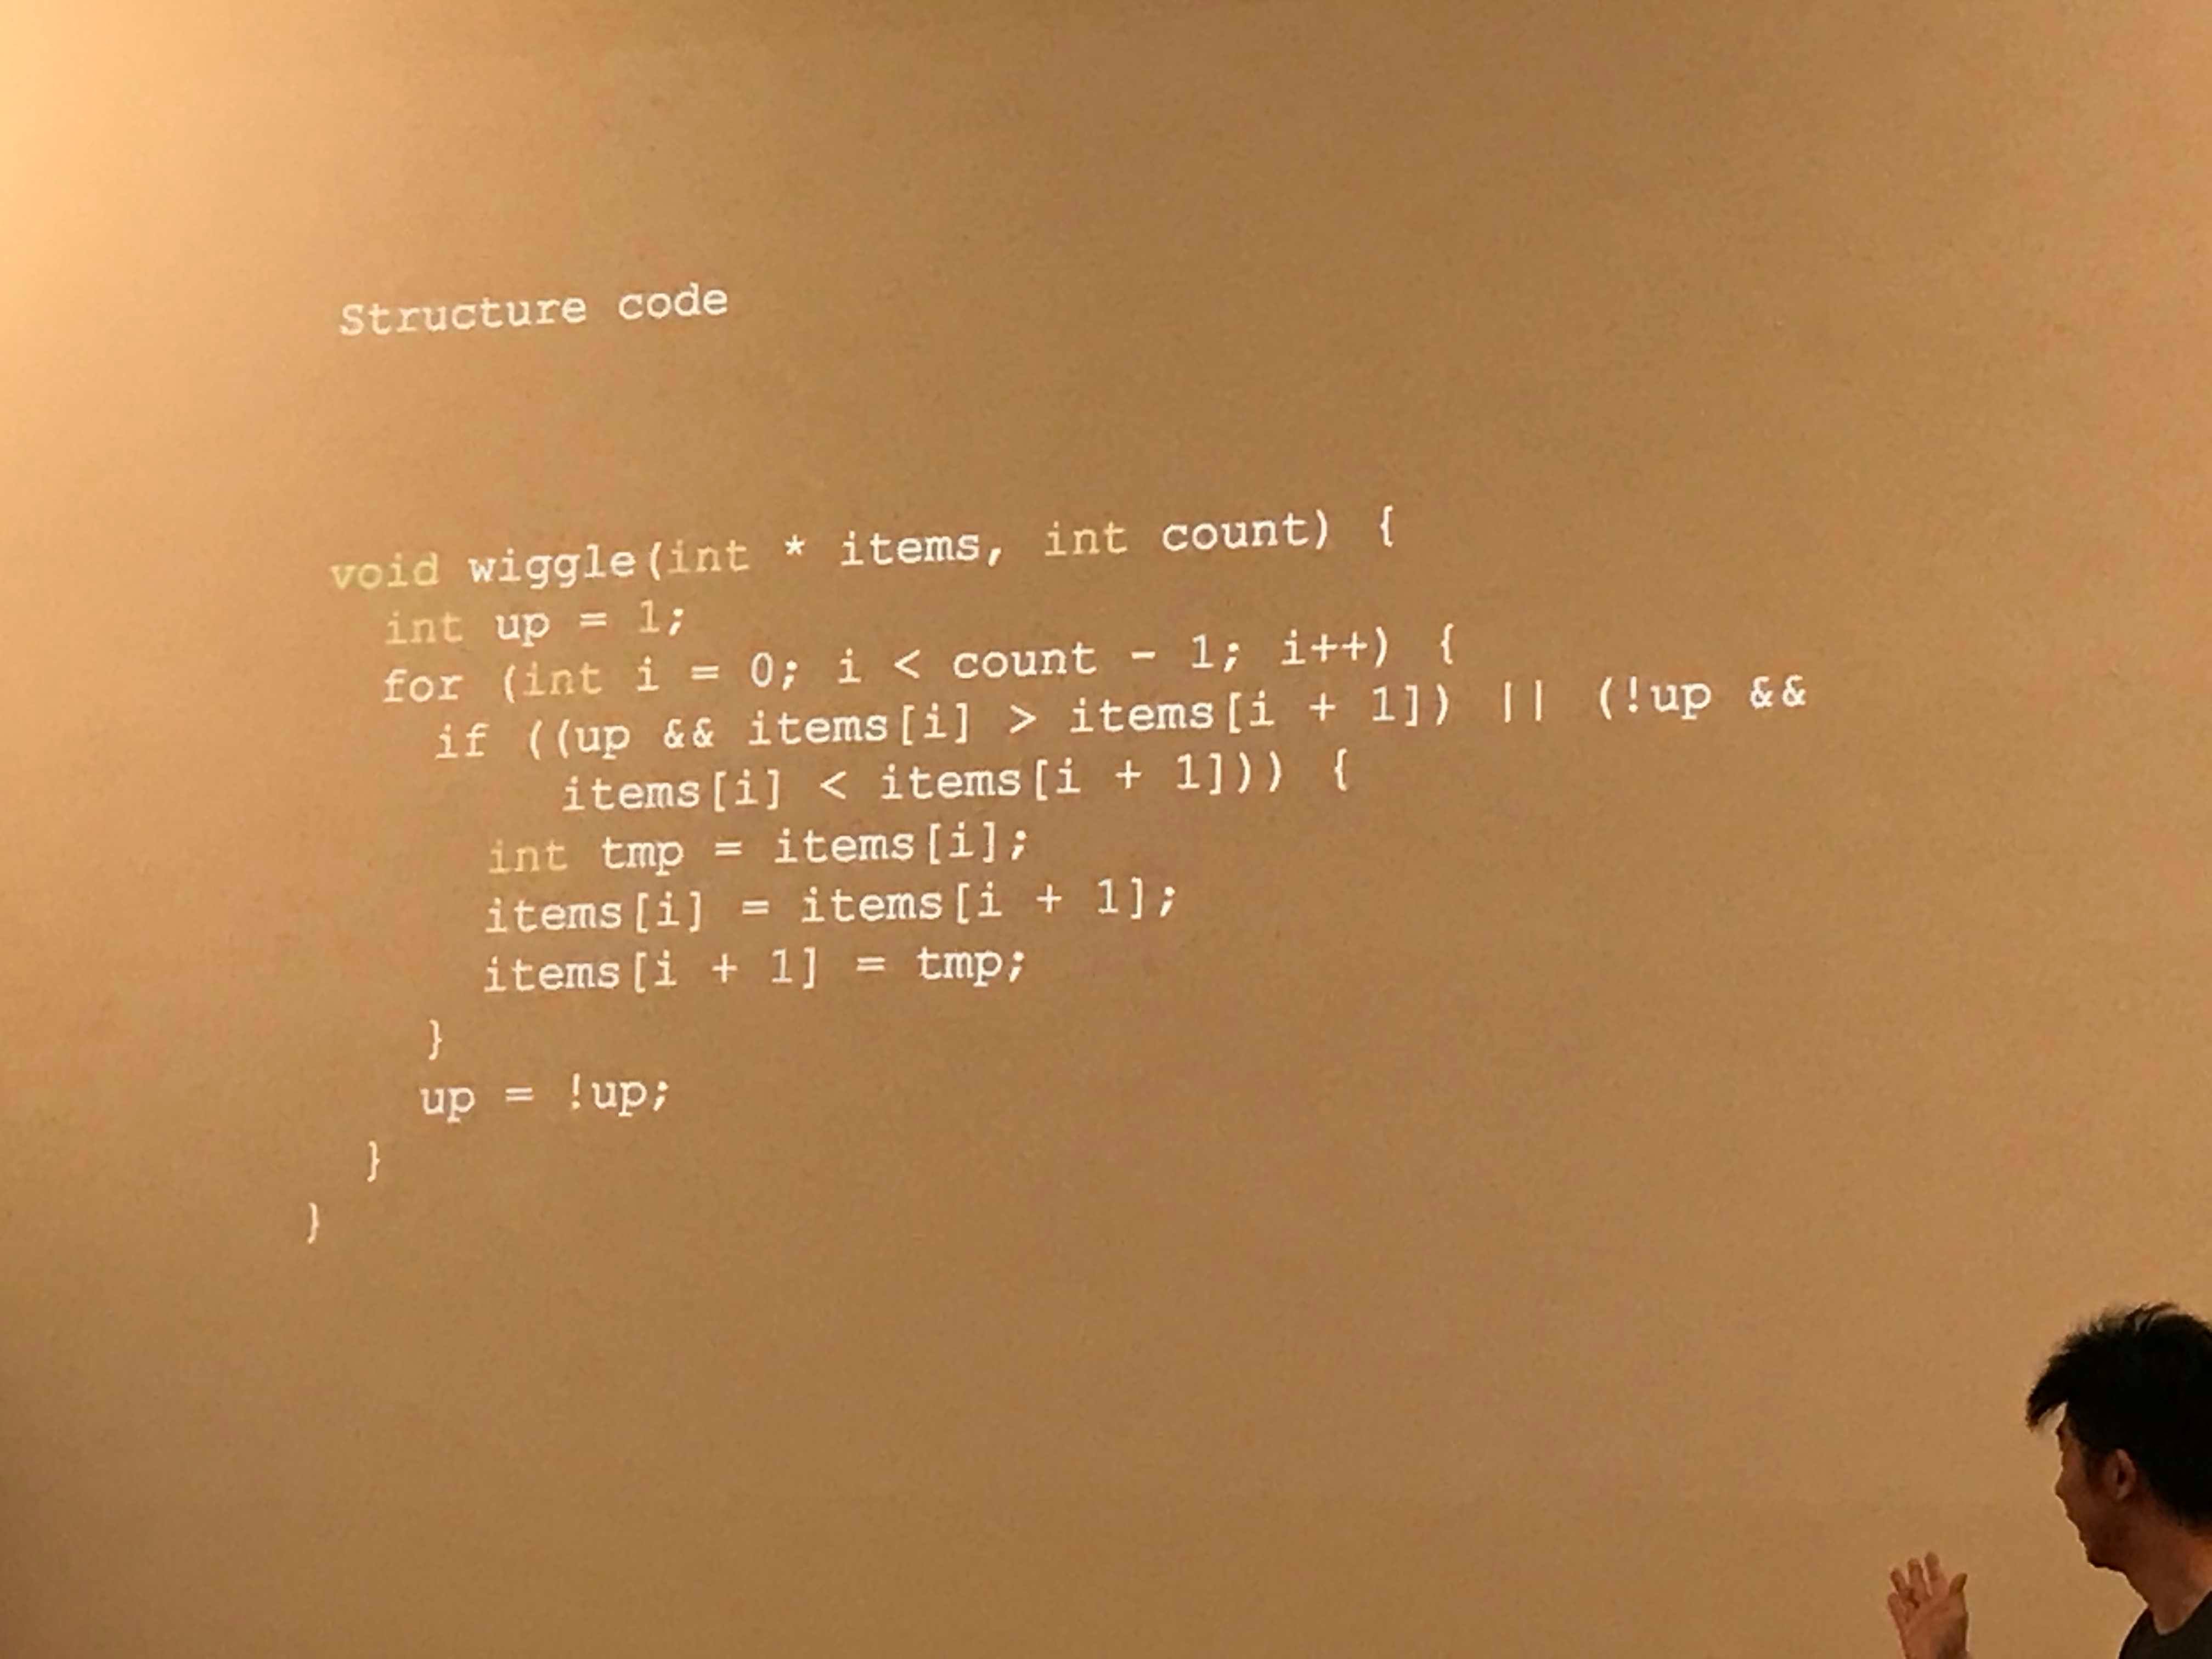 Structure code
void wiggle(int * items, int count) {
int up = 1;
for (int i = 0; i < count - 1; i++) {
if ((up && items[i] > items[i + 1]) || (!up &&
items[i] < items[i + 1])) {
int tmp = items[i];
items[i] = items[i + 1];
items[i + 1] = tmp;
}
up = !up;
}
}